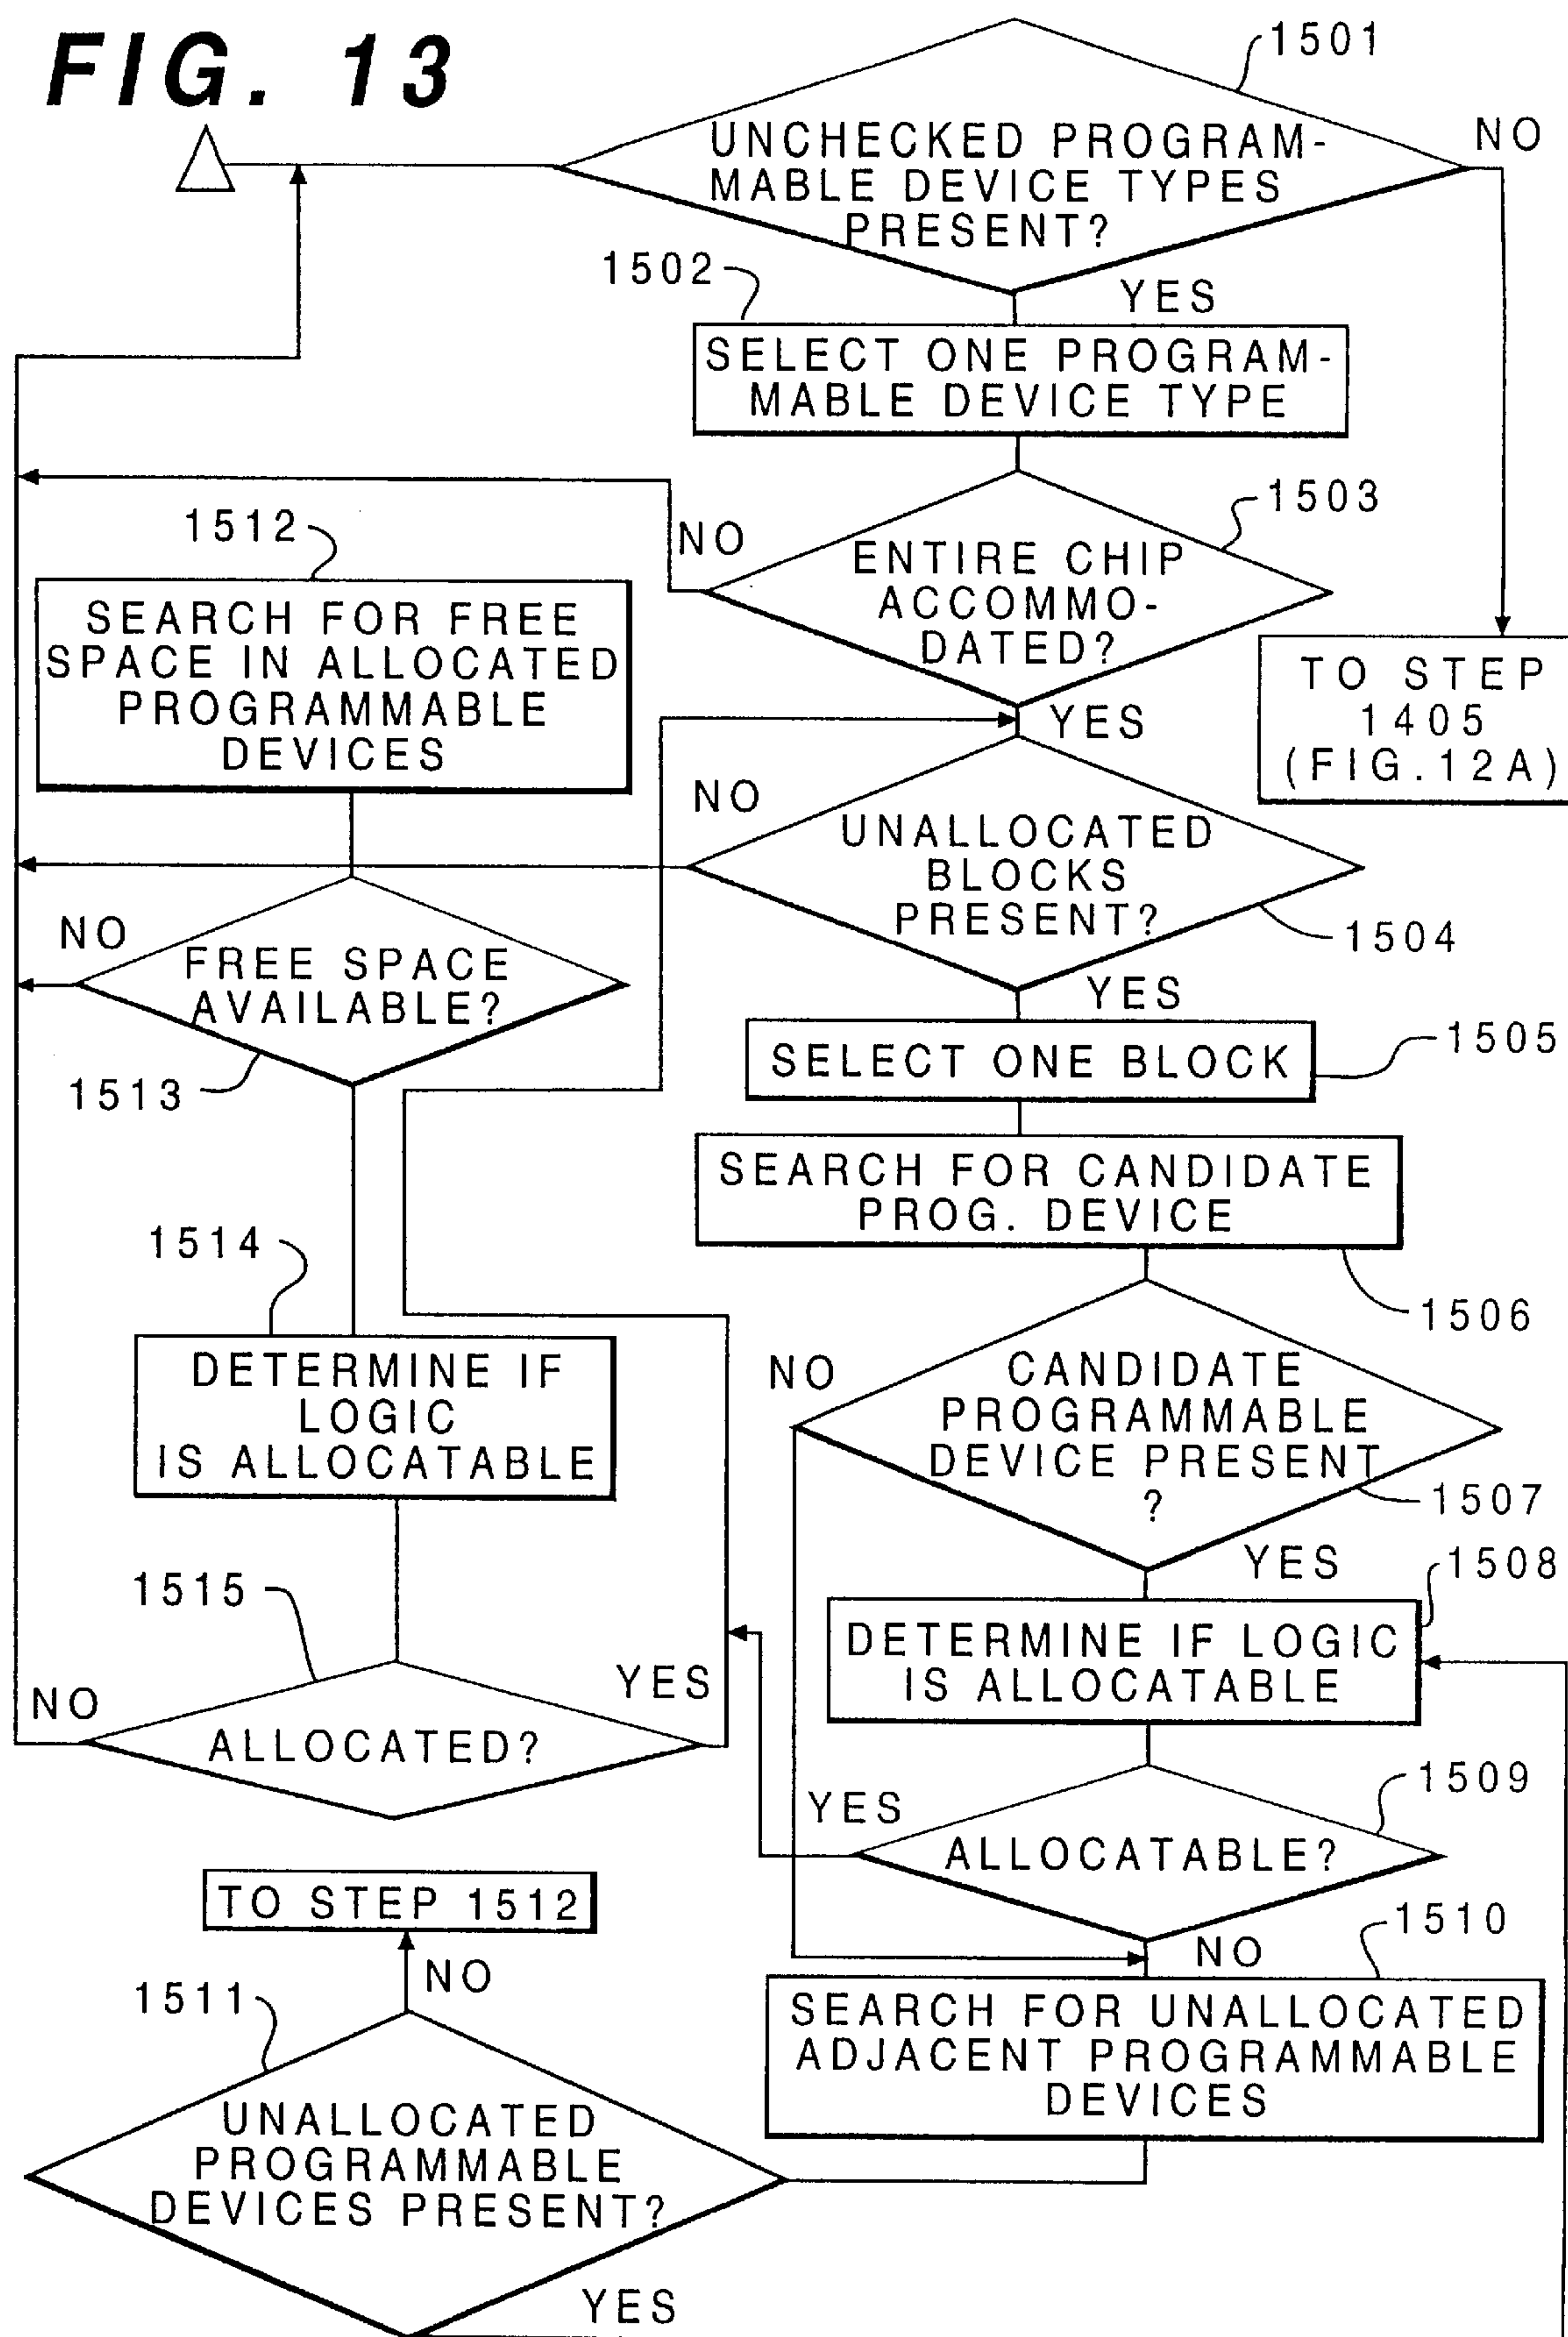 FIG. 13
1501
UNCHECKED PROGRAM-
MABLE DEVICE TYPES
PRESENT?
NO
1502
YES
SELECT ONE PROGRAM-
MABLE DEVICE TYPE
1503
NO
ENTIRE CHIP
ACCOMMO-
DATED?
1512
SEARCH FOR FREE
SPACE IN ALLOCATED
PROGRAMMABLE
DEVICES
TO STEP
1405
(FIG.12A)
YES
NO
UNALLOCATED
BLOCKS
PRESENT?
1504
NO
FREE SPACE
AVAILABLE?
1513
YES
SELECT ONE BLOCK
1505
SEARCH FOR CANDIDATE
PROG. DEVICE
1506
1514
DETERMINE IF
LOGIC
IS ALLOCATABLE
NO
CANDIDATE
PROGRAMMABLE
DEVICE PRESENT
?
1507
YES
1508
DETERMINE IF LOGIC
IS ALLOCATABLE
1515
NO
YES
ALLOCATED?
1509
YES
ALLOCATABLE?
TO STEP 1512
NO
1510
NO
1511
SEARCH FOR UNALLOCATED
ADJACENT PROGRAMMABLE
DEVICES
UNALLOCATED
PROGRAMMABLE
DEVICES PRESENT?
YES